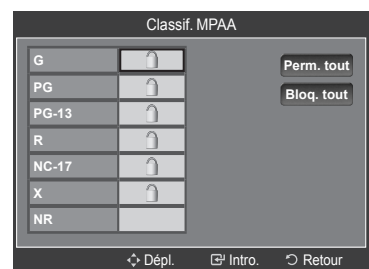 Classif. MPAA
G
Perm. tout
PG
Bloq. tout
PG-13
R
NC-17
X
NR
Dépl. Intro. Retour